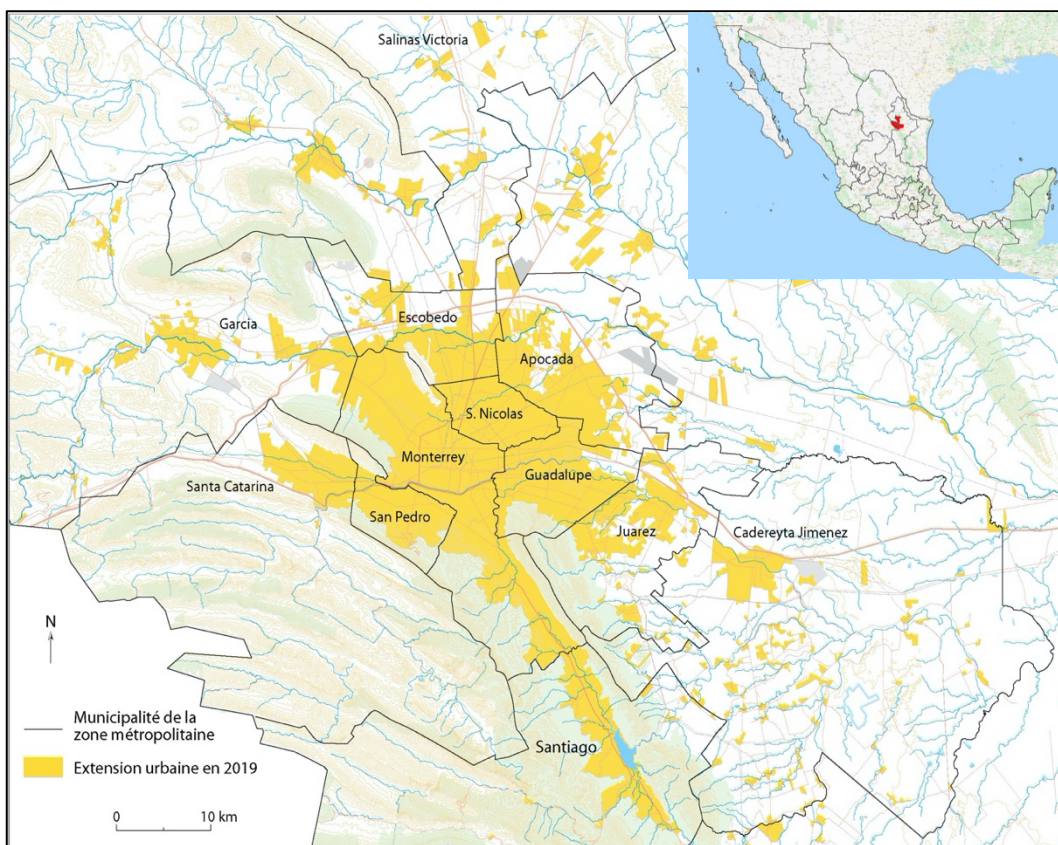 Salinas Victoria
García
Escobedo
Apocada
S. Nicolas
Monterrey
Guadalupe
Santa Catarina
San Pedro
Juarez
Cadereyta Jimenez
Santiago
N
Municipalité de la
zone métropolitaine
Extension urbaine en 2019
0 10 km